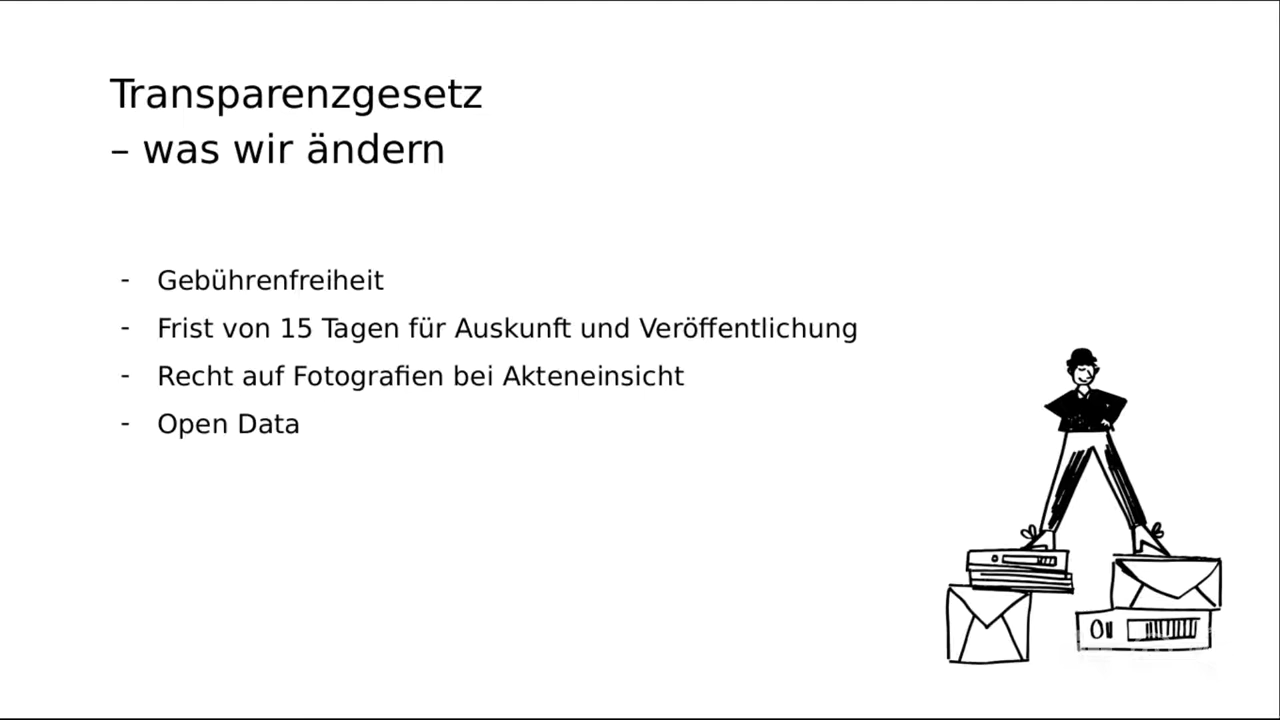 Transparenzgesetz
– was wir ändern
- Gebührenfreiheit
- Frist von 15 Tagen für Auskunft und Veröffentlichung
- Recht auf Fotografien bei Akteneinsicht
- Open Data